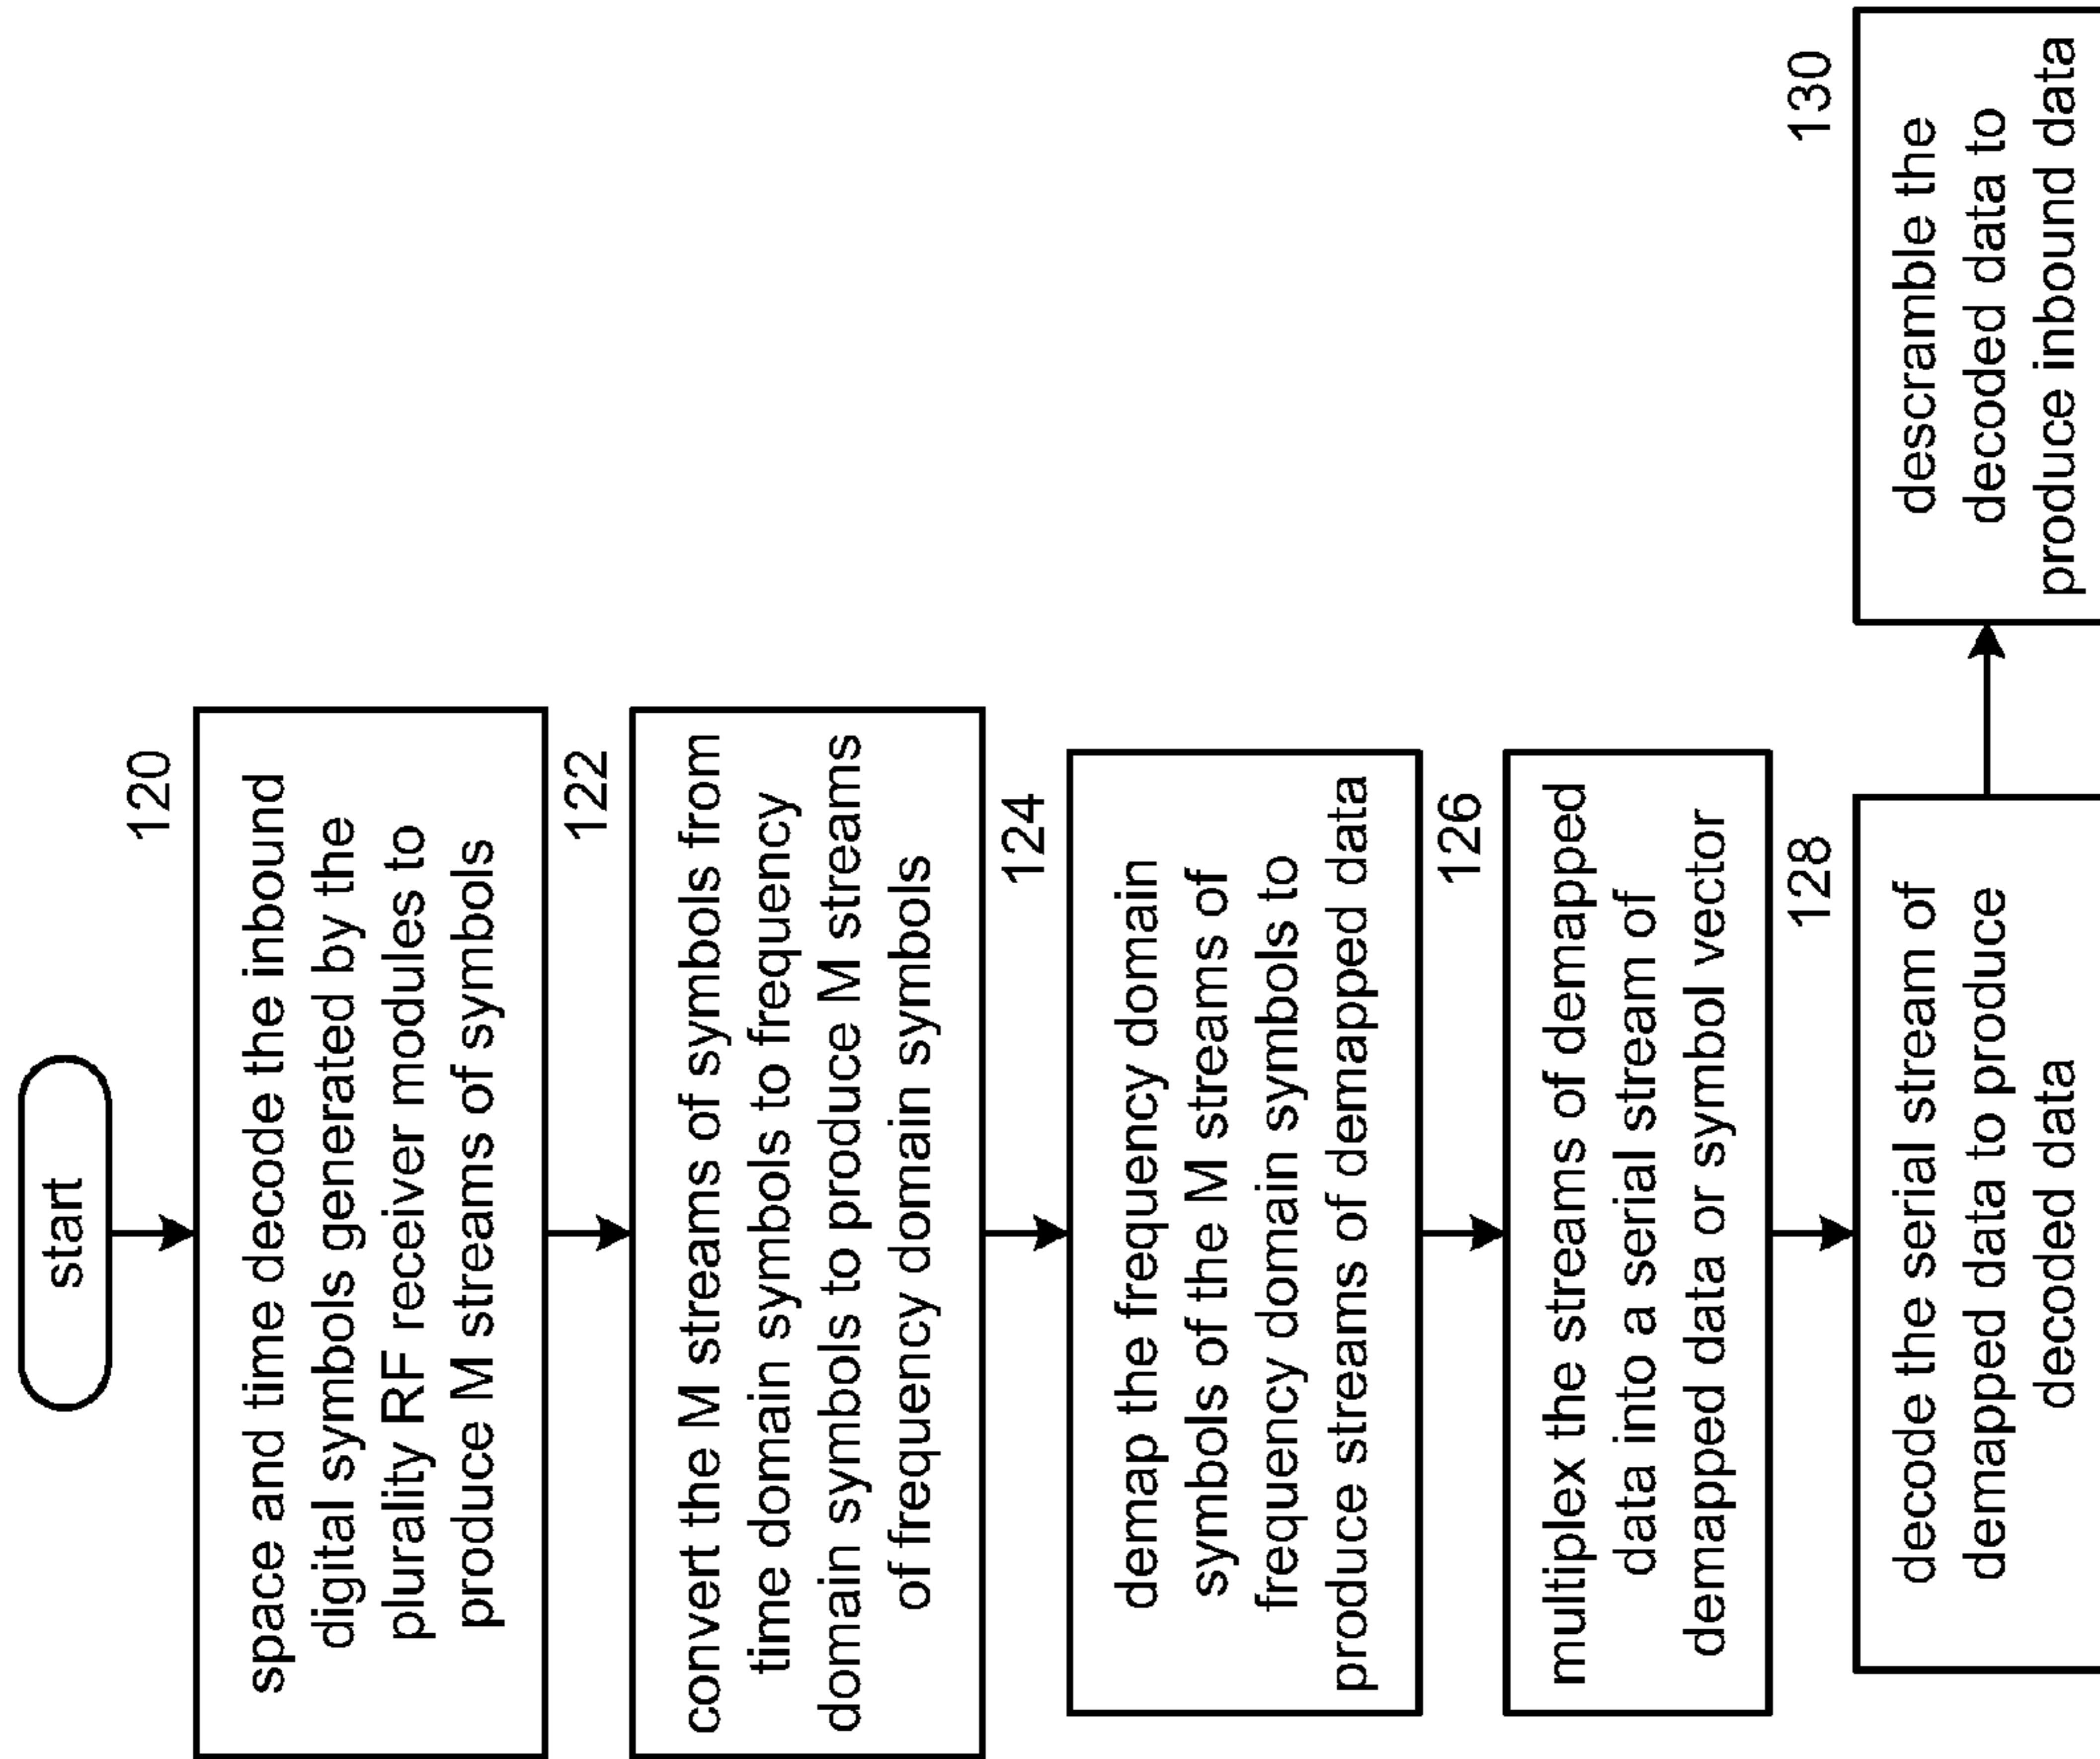 start
120
space and time decode the inbound
digital symbols generated by the
plurality RF receiver modules to
produce M streams of symbols
122
convert the M streams of symbols from
time domain symbols to frequency
domain symbols to produce M streams
of frequency domain symbols
124
demap the frequency domain
symbols of the M streams of
frequency domain symbols to
produce streams of demapped data
126
multiplex the streams of demapped
data into a serial stream of
demapped data or symbol vector
128
decode the serial stream of
demapped data to produce
decoded data
130
descramble the
decoded data to
produce inbound data